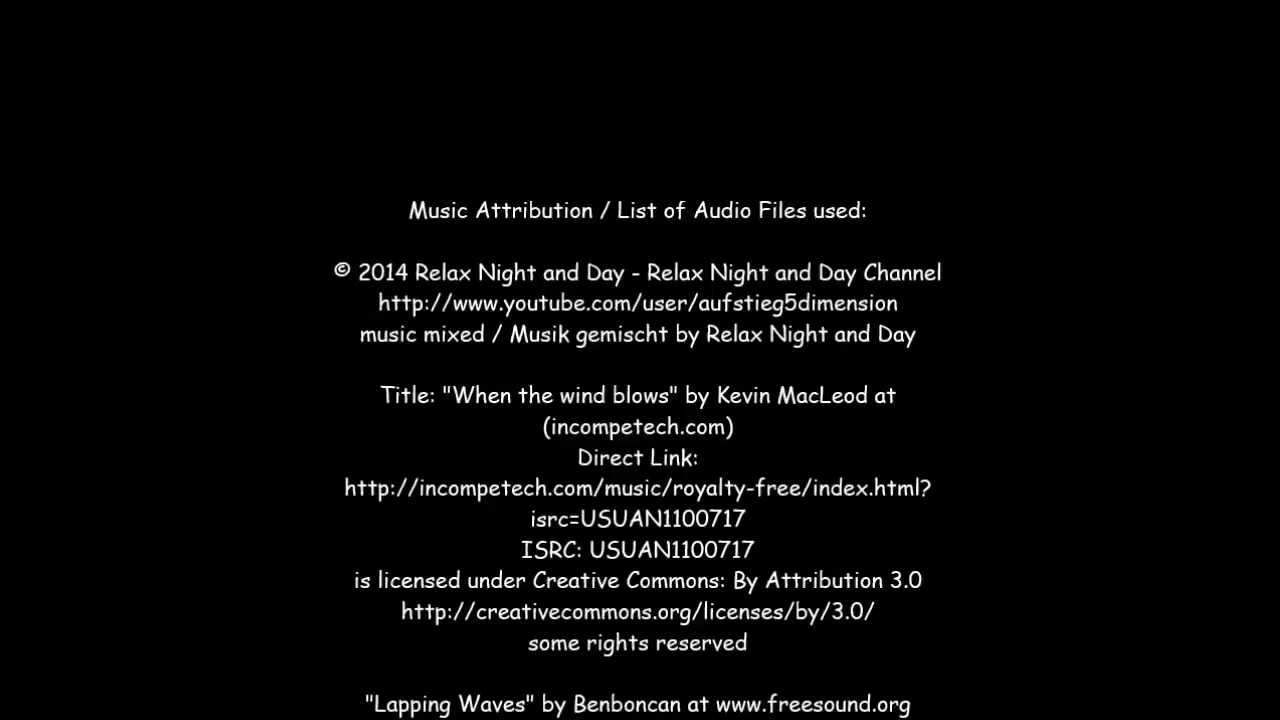 Music Attribution / List of Audio Files used:
© 2014 Relax Night and Day - Relax Night and Day Channel
http://www.youtube.com/user/aufstieg5dimension
music mixed / Musik gemischt by Relax Night and Day
Title: "When the wind blows" by Kevin MacLeod at
(incompetech.com)
Direct Link:
http://incompetech.com/music/royalty-free/index.html?
isrc=USUAN1100717
ISRC: USUAN1100717
is licensed under Creative Commons: By Attribution 3.0
http://creativecommons.org/licenses/by/3.0/
some rights reserved
"Lapping Waves" by Benboncan at www.freesound.org